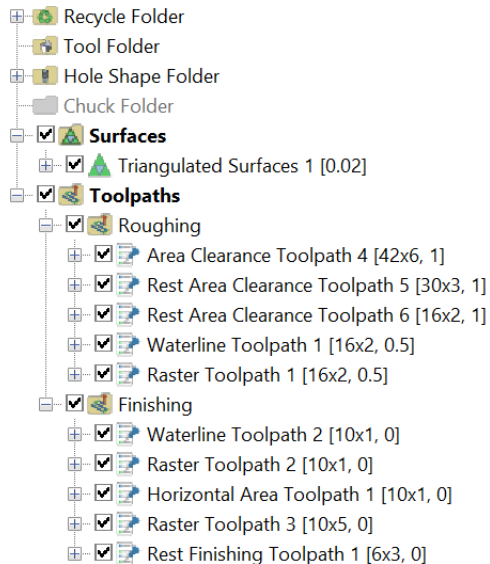 Recycle Folder
Tool Folder
Hole Shape Folder
Chuck Folder
Surfaces
Triangulated Surfaces 1 [0.02]
Toolpaths
Roughing
Area Clearance Toolpath 4 [42x6, 1]
Rest Area Clearance Toolpath 5 [30x3, 1]
Rest Area Clearance Toolpath 6 [16x2, 1]
Waterline Toolpath 1 [16x2, 0.5]
Raster Toolpath 1 [16x2, 0.5]
Finishing
Waterline Toolpath 2 [10x1, 0]
Raster Toolpath 2 [10x1, 0]
Horizontal Area Toolpath 1 [10x1, 0]
Raster Toolpath 3 [10x5, 0]
Rest Finishing Toolpath 1 [6x3, 0]